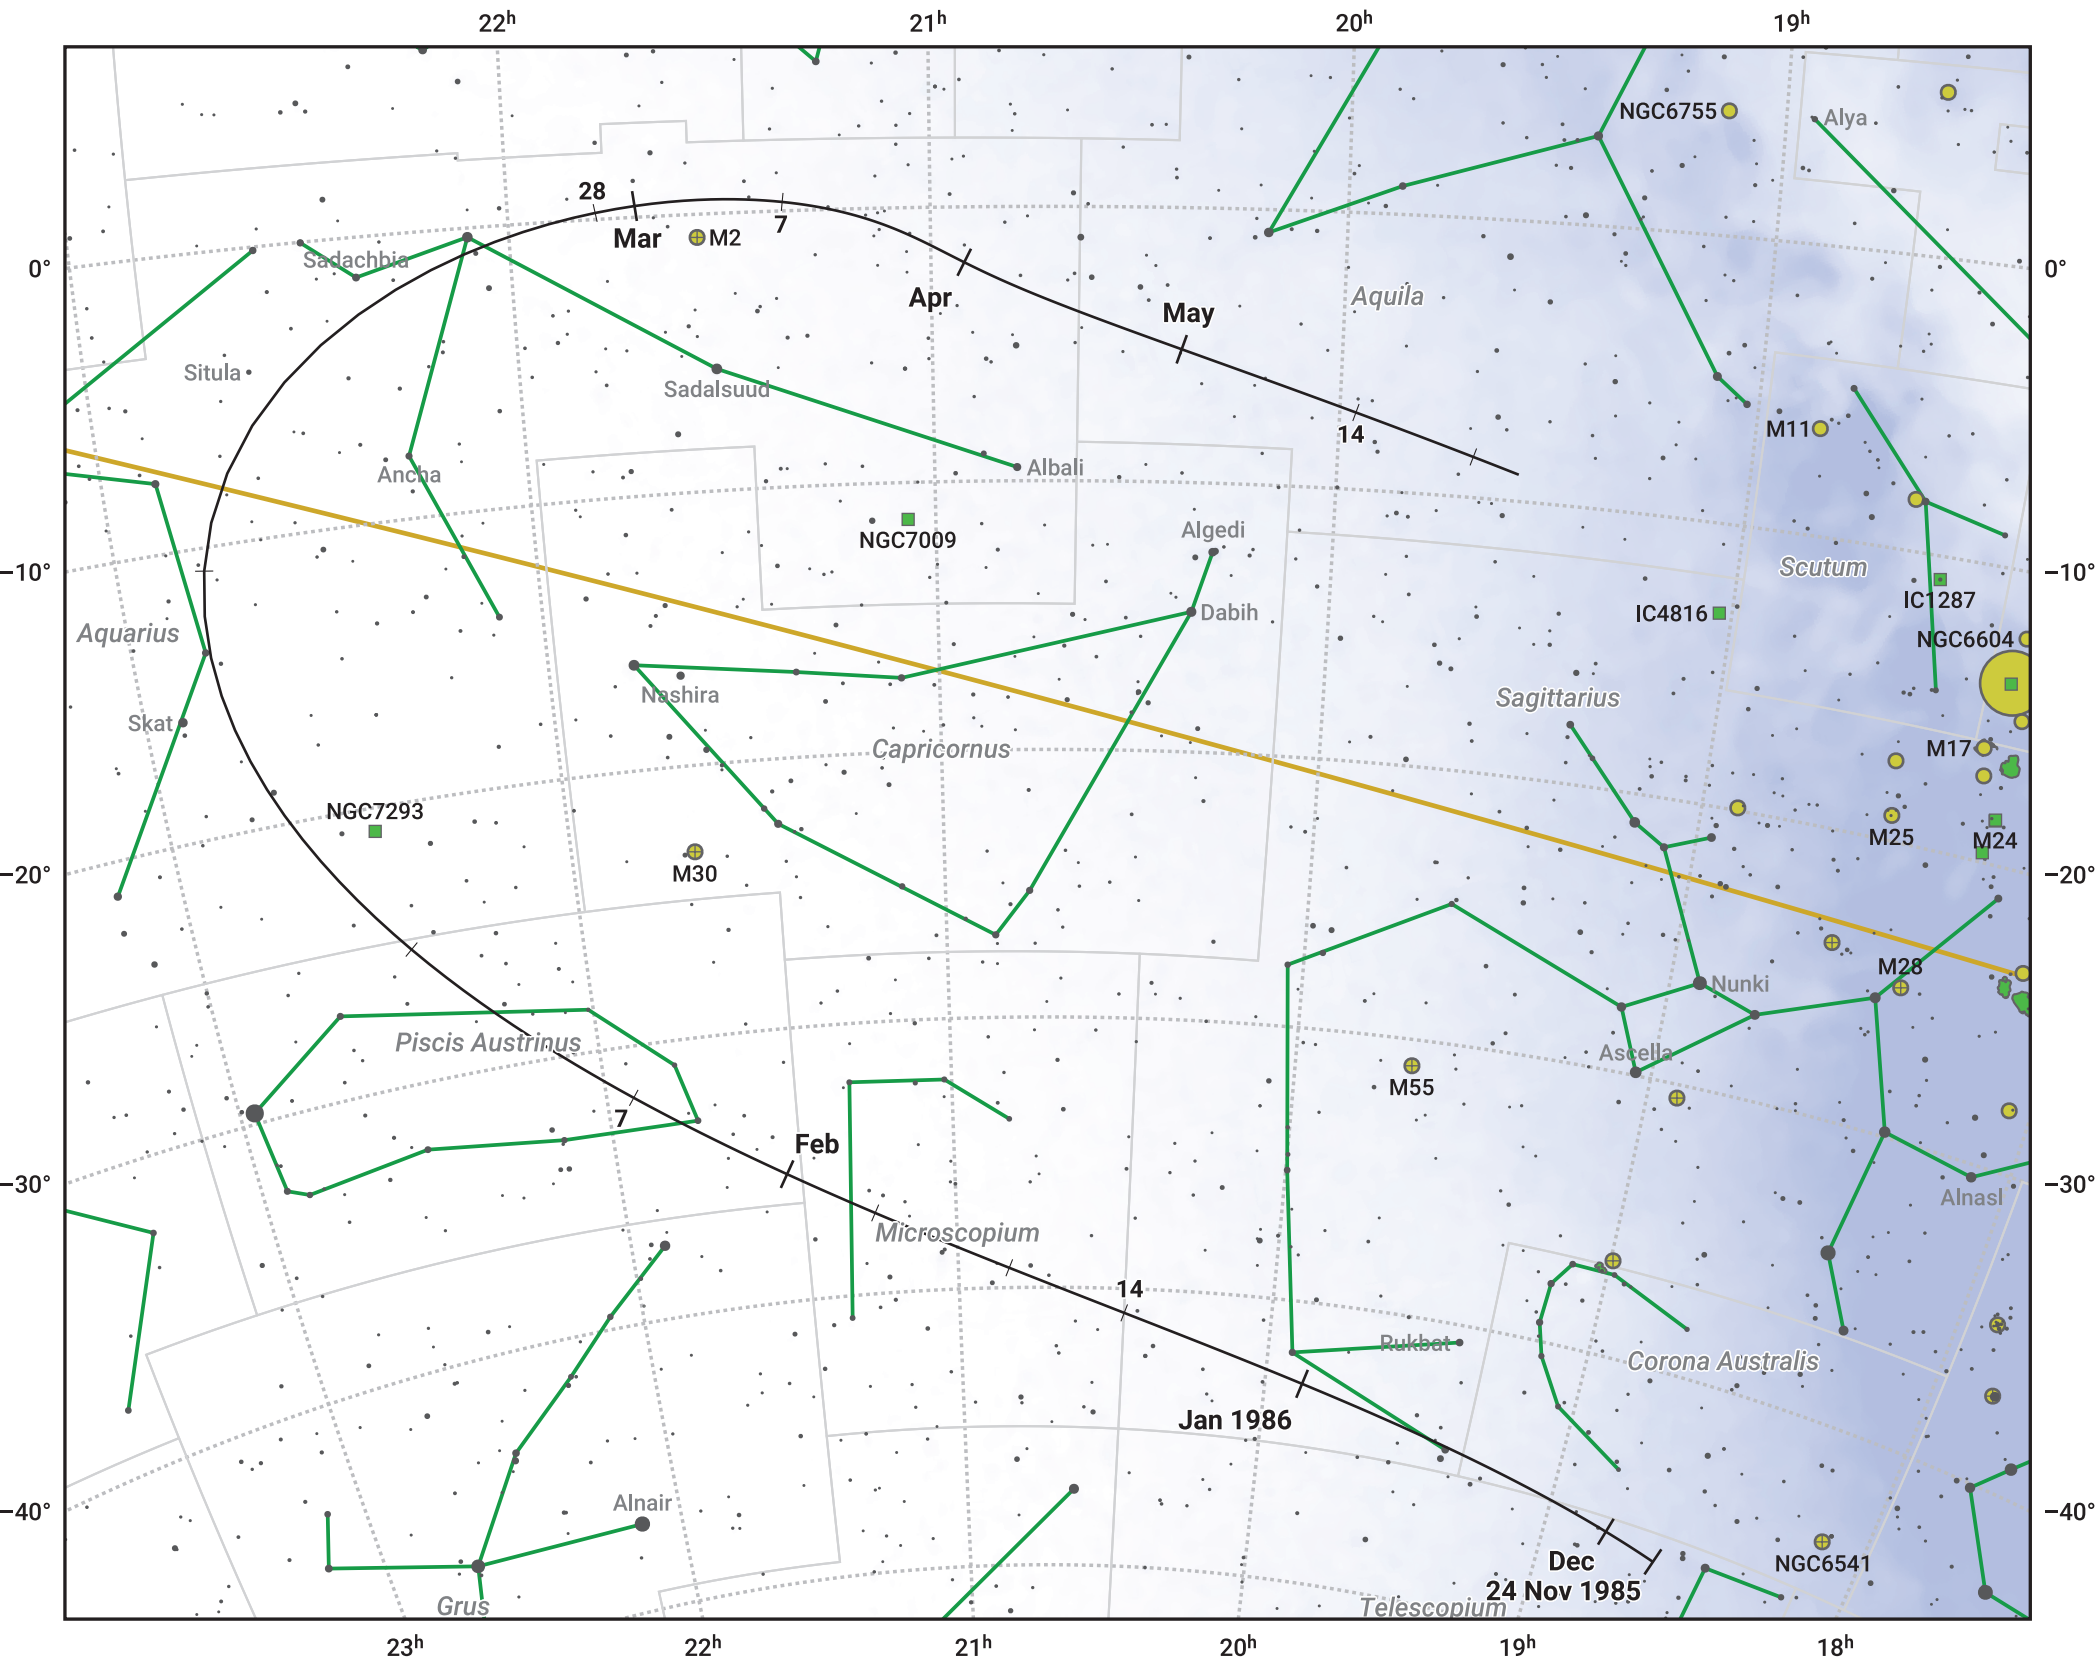 22h 21h 20h 19h
NGC6755
Alya
28
7
Mar
M2
Sadachbia
0°
0°
Apr
Aquila
May
Situla
Sadalsuud
M11
14
Albali
Ancha
Algedi
NGC7009
−10°
−10°
Scutum
IC1287
Dabih
IC4816
Aquarius
NGC6604
Nashira
Sagittarius
Skat
Capricornus
M17
NGC7293
M25
M24
M30
−20°
−20°
M28
Nunki
Piscis Austrinus
Ascella
M55
7
Feb
−30°
−30°
Alnasl
Microscopium
14
Rukbat
Corona Australis
Jan 1986
Alnair
−40°
−40°
Dec
NGC6541
24 Nov 1985
Grus
Telescopium
23h 22h 21h 20h 19h 18h